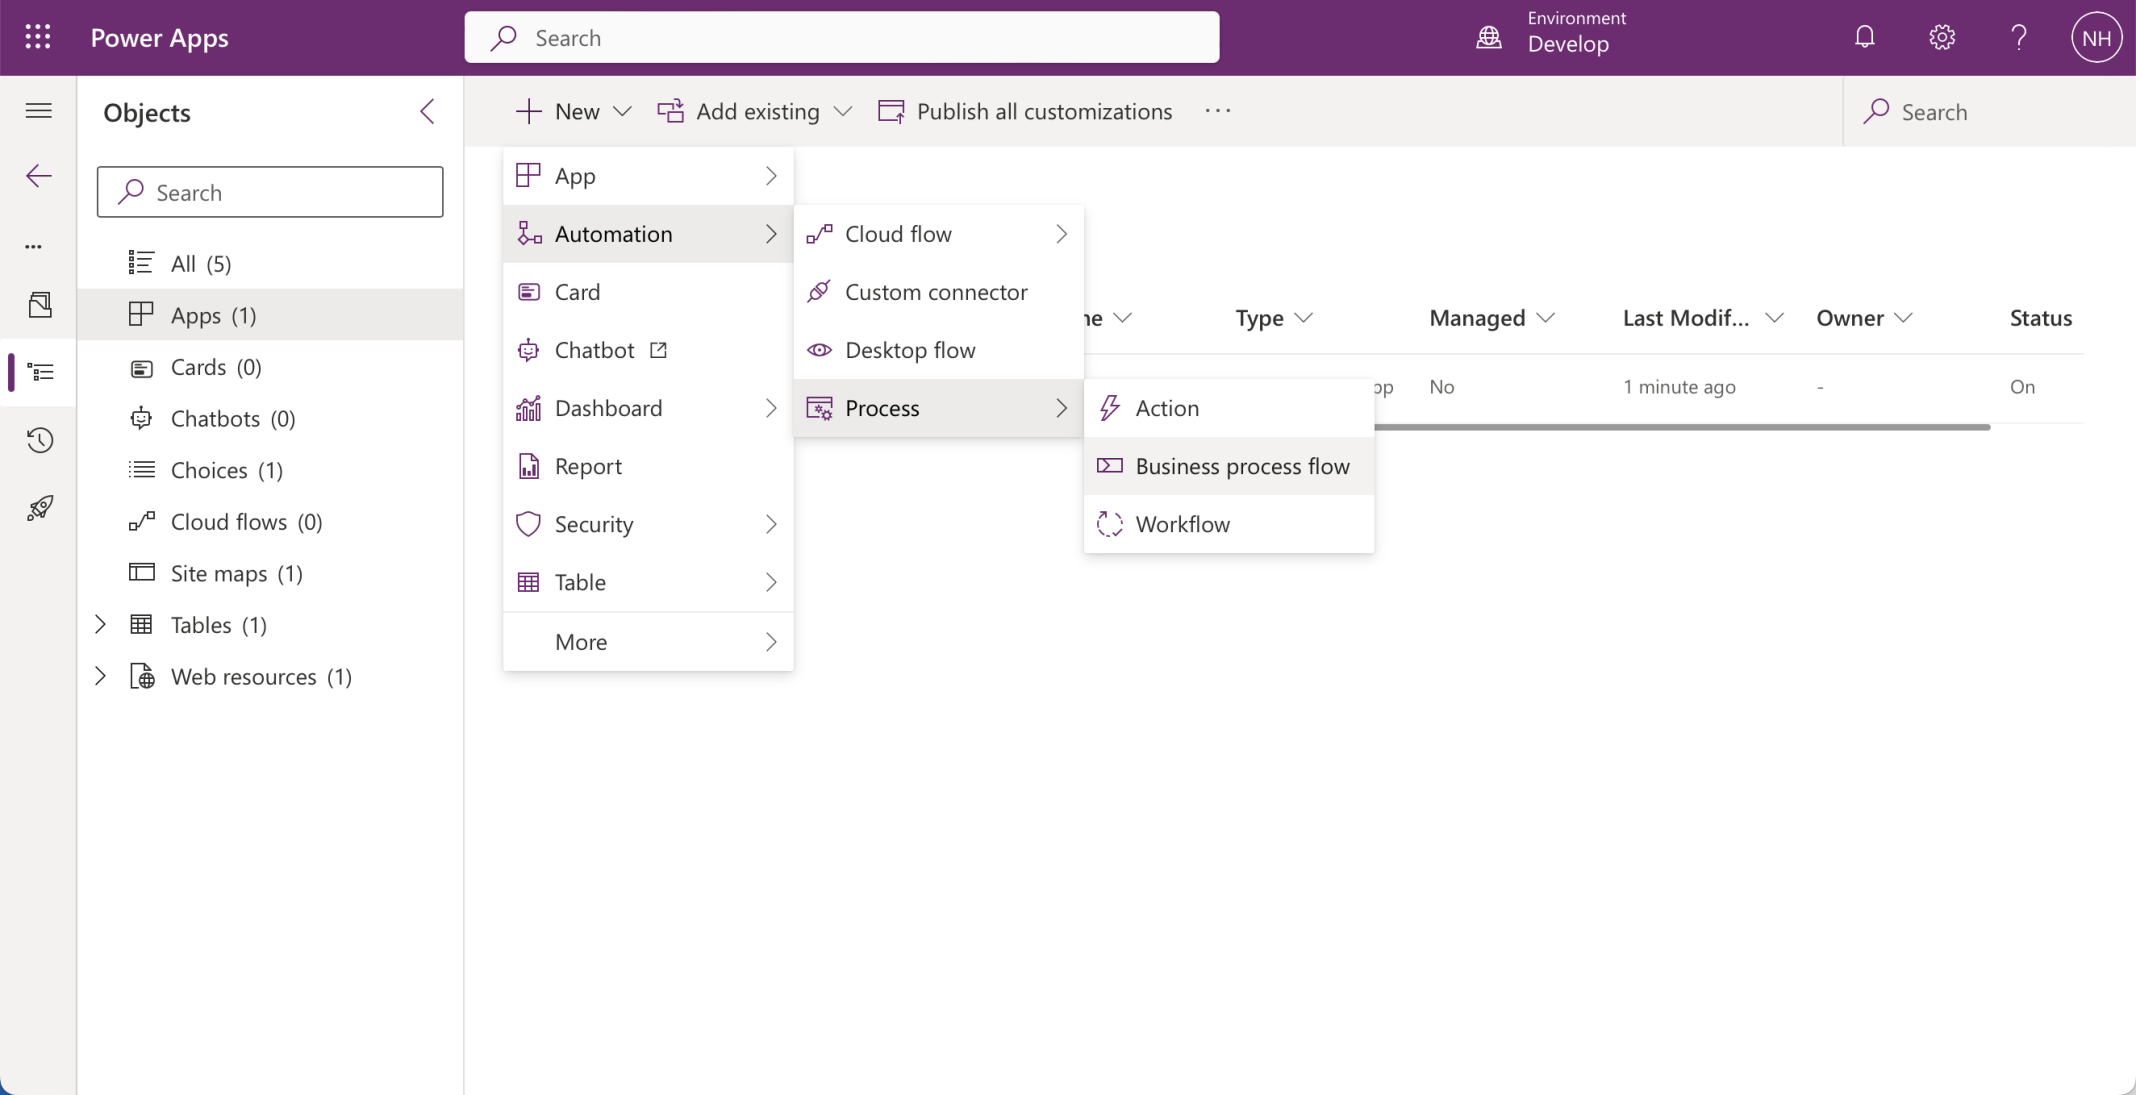 Power Apps
Search
Environment
Develop
NH
Objects
New
Add existing
Publish all customizations
...
Search
Search
...
All (5)
Apps (1)
Cards (0)
Chatbots (0)
Choices (1)
Cloud flows (0)
Site maps (1)
Tables (1)
Web resources (1)
App
Automation
Card
Chatbot
Dashboard
Report
Security
Table
More
Cloud flow
Custom connector
Desktop flow
Process
Action
Business process flow
Workflow
Type
Managed
Last Modif...
Owner
Status
No
1 minute ago
-
On